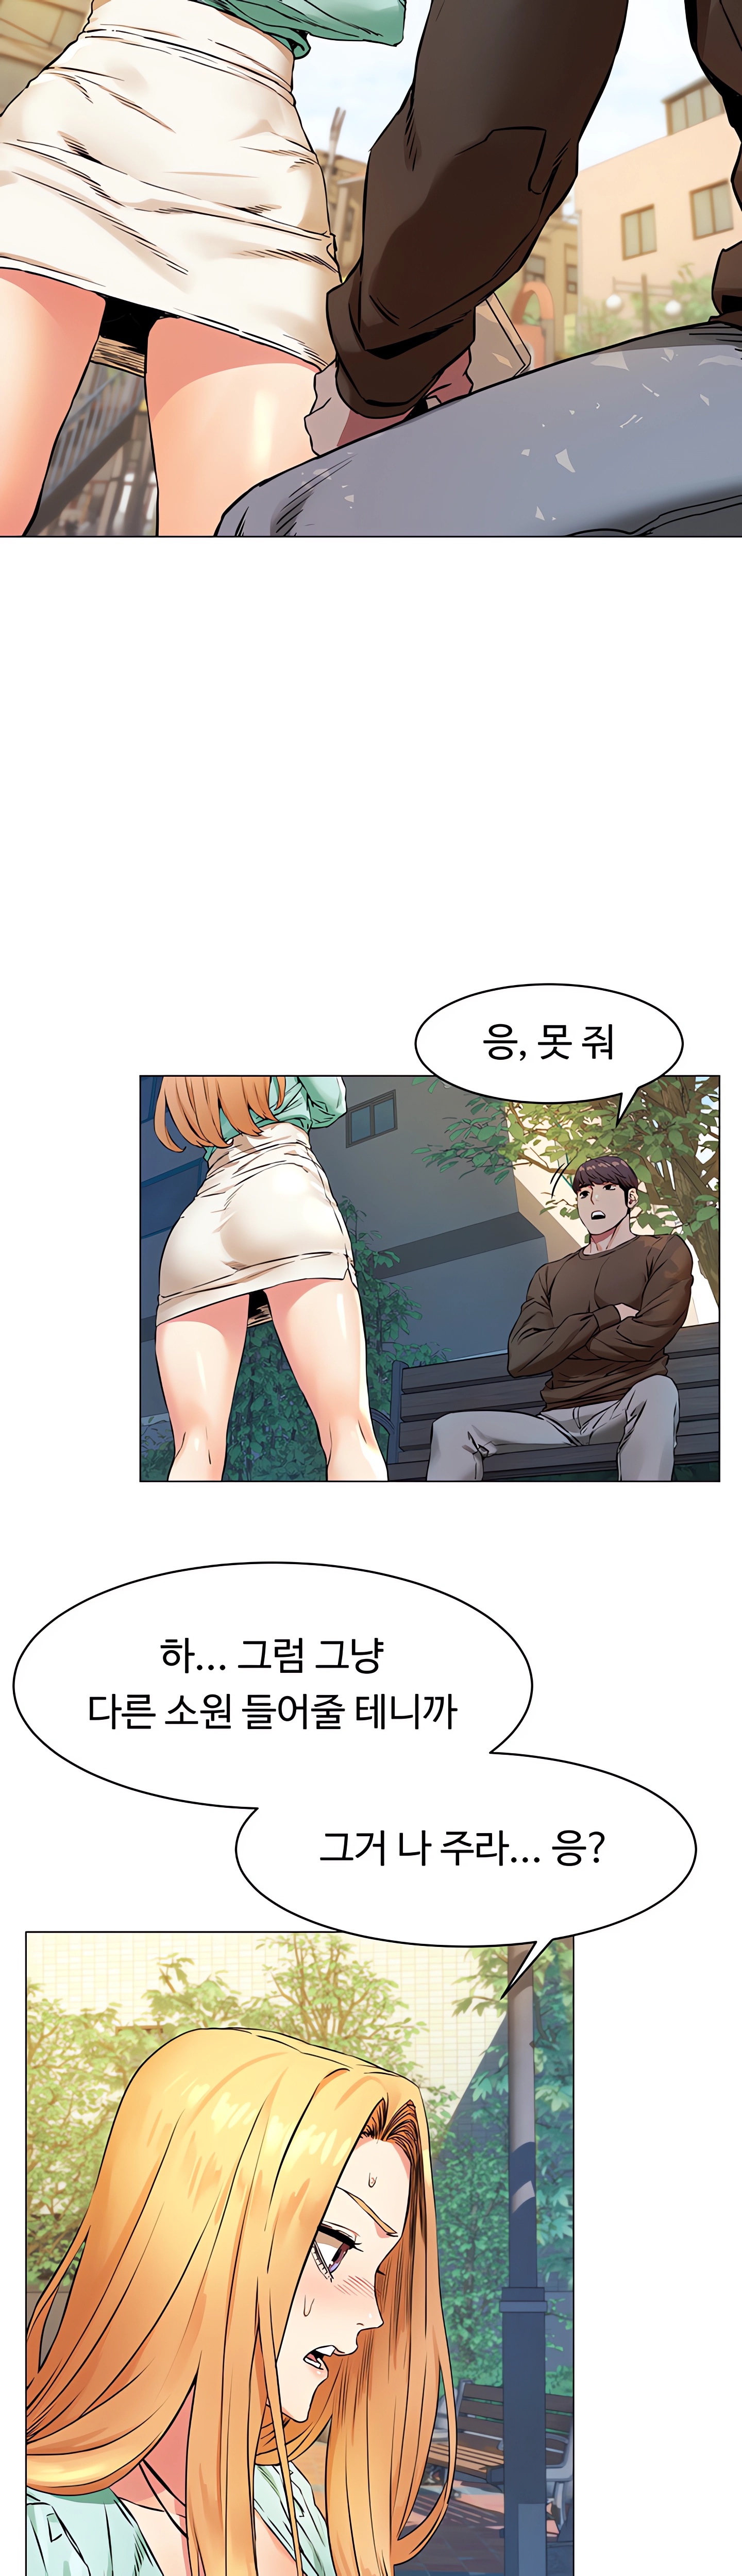 응, 못 줘
하... 그럼 그냥
다른 소원 들어줄 테니까
그거 나 주라... 응?